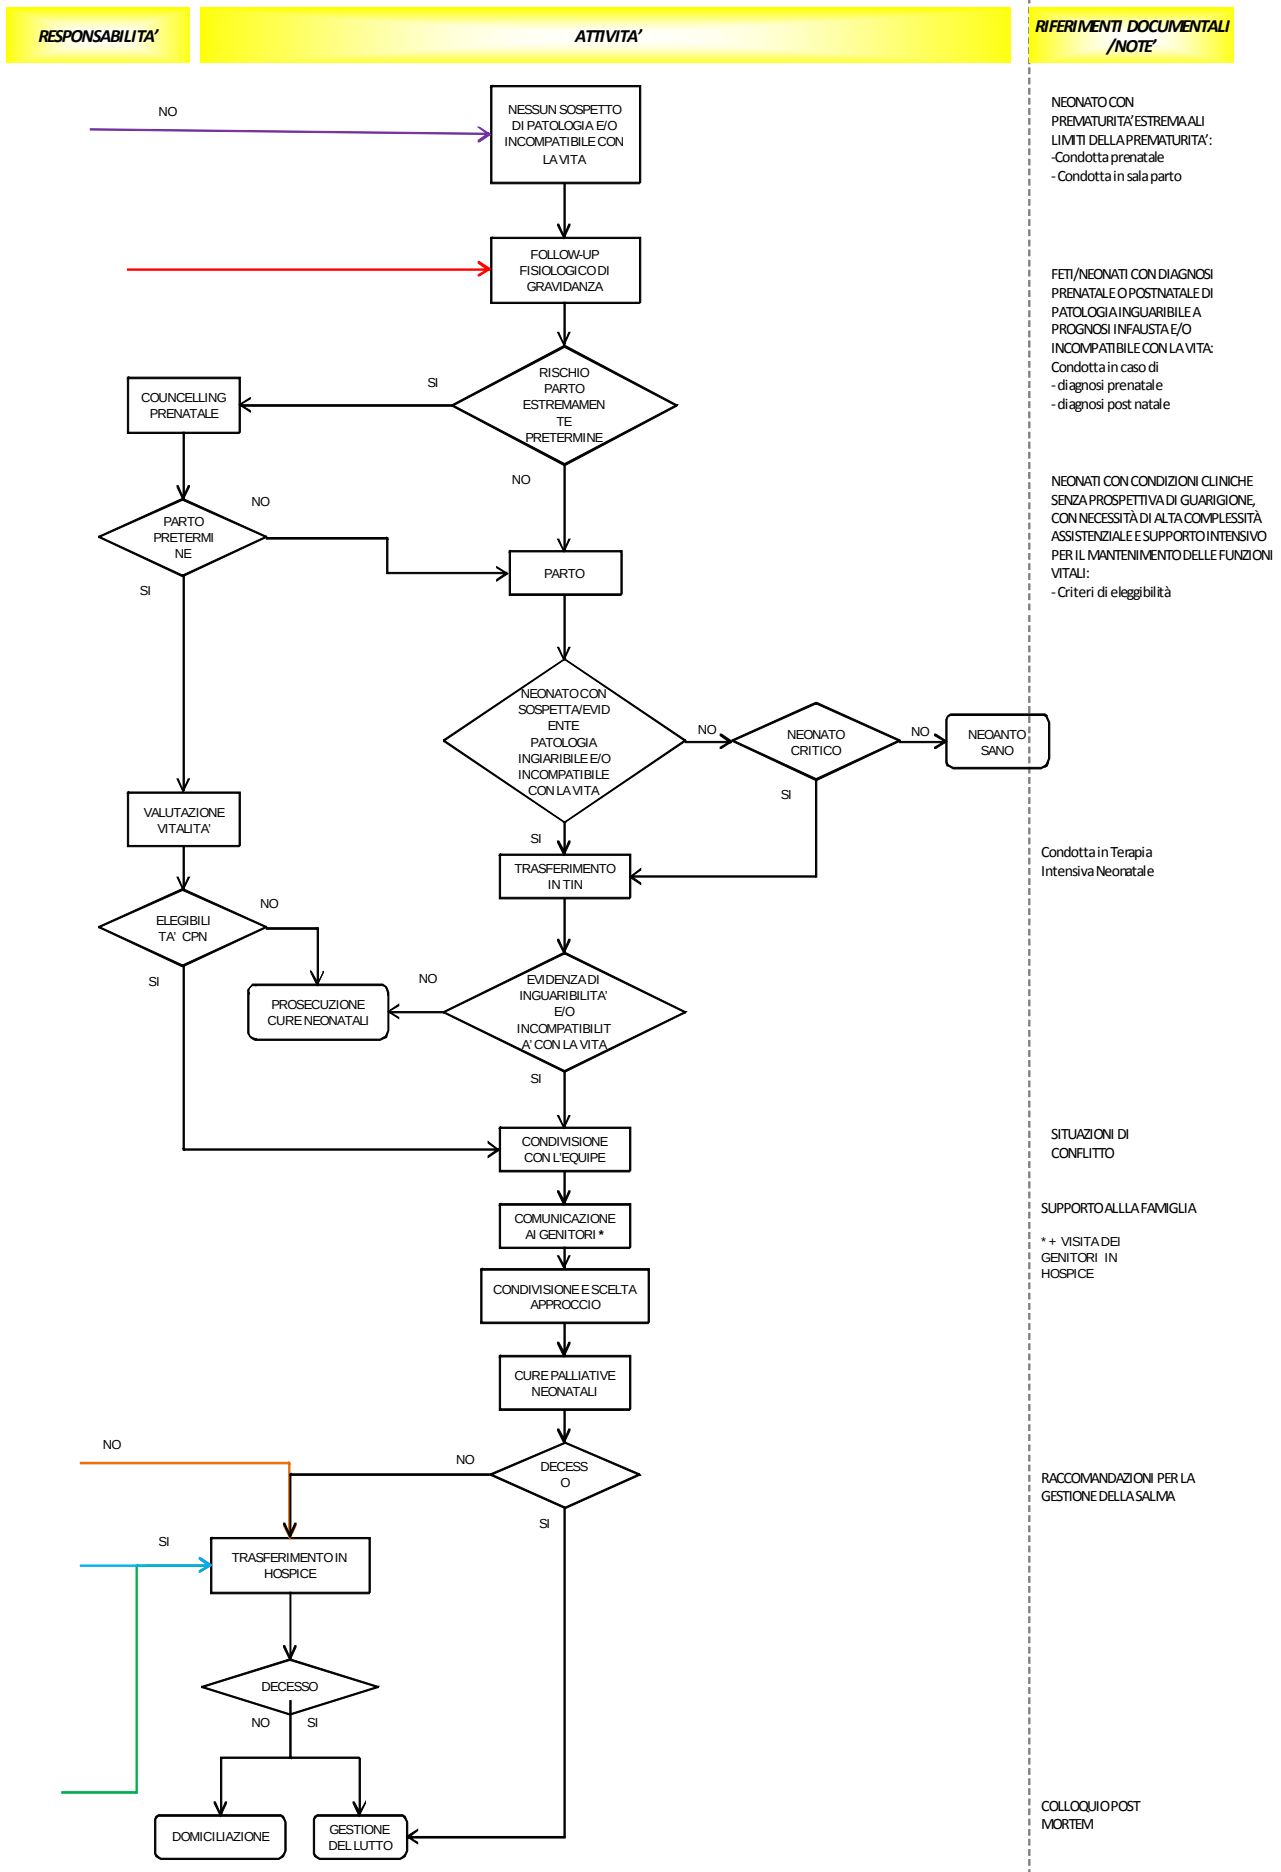 RESPONSABILITA’
ATTIVITA’
RIFERIMENTI DOCUMENTALI
/NOTE’
NO
NESSUN SOSPETTO
DI PATOLOGIA E/O
INCOMPATIBILE CON
LA VITA
NEONATO CON
PREMATURITA’ ESTREMA ALI
LIMITI DELLA PREMATURITA’:
-Condotta prenatale
- Condotta in sala parto
FOLLOW-UP
FISIOLOGICO DI
GRAVIDANZA
FETI/NEONATI CON DIAGNOSI
PRENATALE O POSTNATALE DI
PATOLOGIA INGUARIBILE A
PROGNOSI INFAUSTA E/O
INCOMPATIBILE CON LA VITA:
Condotta in caso di
- diagnosi prenatale
- diagnosi post natale
RISCHIO
PARTO
ESTREMAMEN
TE
PRETERMINE
SI
COUNCELLING
PRENATALE
NO
NO
PARTO
PRETERMI
NE
SI
PARTO
NEONATI CON CONDIZIONI CLINICHE
SENZA PROSPETTIVA DI GUARIGIONE,
CON NECESSITÀ DI ALTA COMPLESSITÀ
ASSISTENZIALE E SUPPORTO INTENSIVO
PER IL MANTENIMENTO DELLE FUNZIONI
VITALI:
- Criteri di eleggibilità
NEONATO CON
SOSPETTA/EVID
ENTE
PATOLOGIA
INGIARIBILE E/O
INCOMPATIBILE
CON LA VITA
NO
NEONATO
CRITICO
NO
NEOANTO
SANO
SI
SI
VALUTAZIONE
VITALITA’
TRASFERIMENTO
IN TIN
Condotta in Terapia
Intensiva Neonatale
ELEGIBILI
TA’ CPN
NO
SI
PROSECUZIONE
CURE NEONATALI
NO
EVIDENZA DI
INGUARIBILITA’
E/O
INCOMPATIBILIT
A’ CON LA VITA
SI
CONDIVISIONE
CON L’EQUIPE
SITUAZIONI DI
CONFLITTO
COMUNICAZIONE
AI GENITORI *
SUPPORTO ALLLA FAMIGLIA
* + VISITA DEI
GENITORI IN
HOSPICE
CONDIVISIONE E SCELTA
APPROCCIO
CURE PALLIATIVE
NEONATALI
NO
NO
DECESS
O
SI
RACCOMANDAZIONI PER LA
GESTIONE DELLA SALMA
SI
TRASFERIMENTO IN
HOSPICE
DECESSO
NO
SI
DOMICILIAZIONE
GESTIONE
DEL LUTTO
COLLOQUIO POST
MORTEM